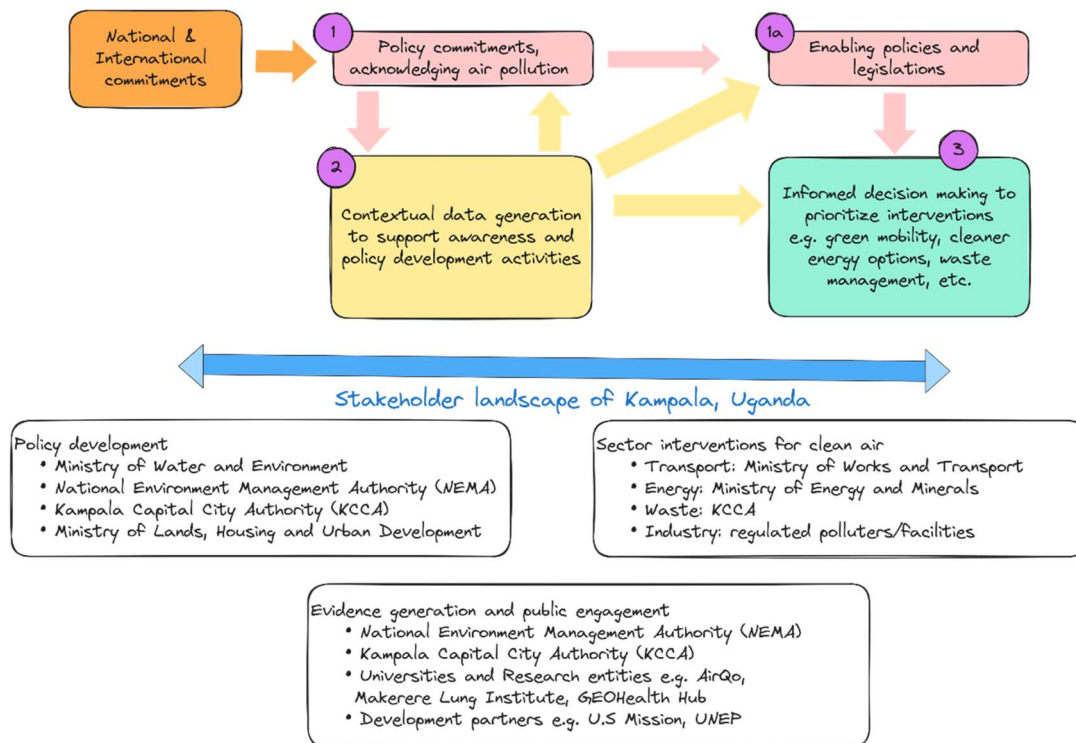 National &
International
commitments
1
Policy commitments,
acknowledging air pollution
1a
Enabling policies and
legislations
2
Contextual data generation
to support awareness and
policy development activities
3
Informed decision making to
prioritize interventions
e.g. green mobility, cleaner
energy options, waste
management, etc.
Stakeholder landscape of Kampala, Uganda
Policy development
• Ministry of Water and Environment
• National Environment Management Authority (NEMA)
• Kampala Capital City Authority (KCCA)
• Ministry of Lands, Housing and Urban Development
Sector interventions for clean air
• Transport: Ministry of Works and Transport
• Energy: Ministry of Energy and Minerals
• Waste: KCCA
• Industry: regulated polluters/facilities
Evidence generation and public engagement
• National Environment Management Authority (NEMA)
• Kampala Capital City Authority (KCCA)
• Universities and Research entities e.g. AirQo,
Makerere Lung Institute, GEOHealth Hub
• Development partners e.g. U.S Mission, UNEP